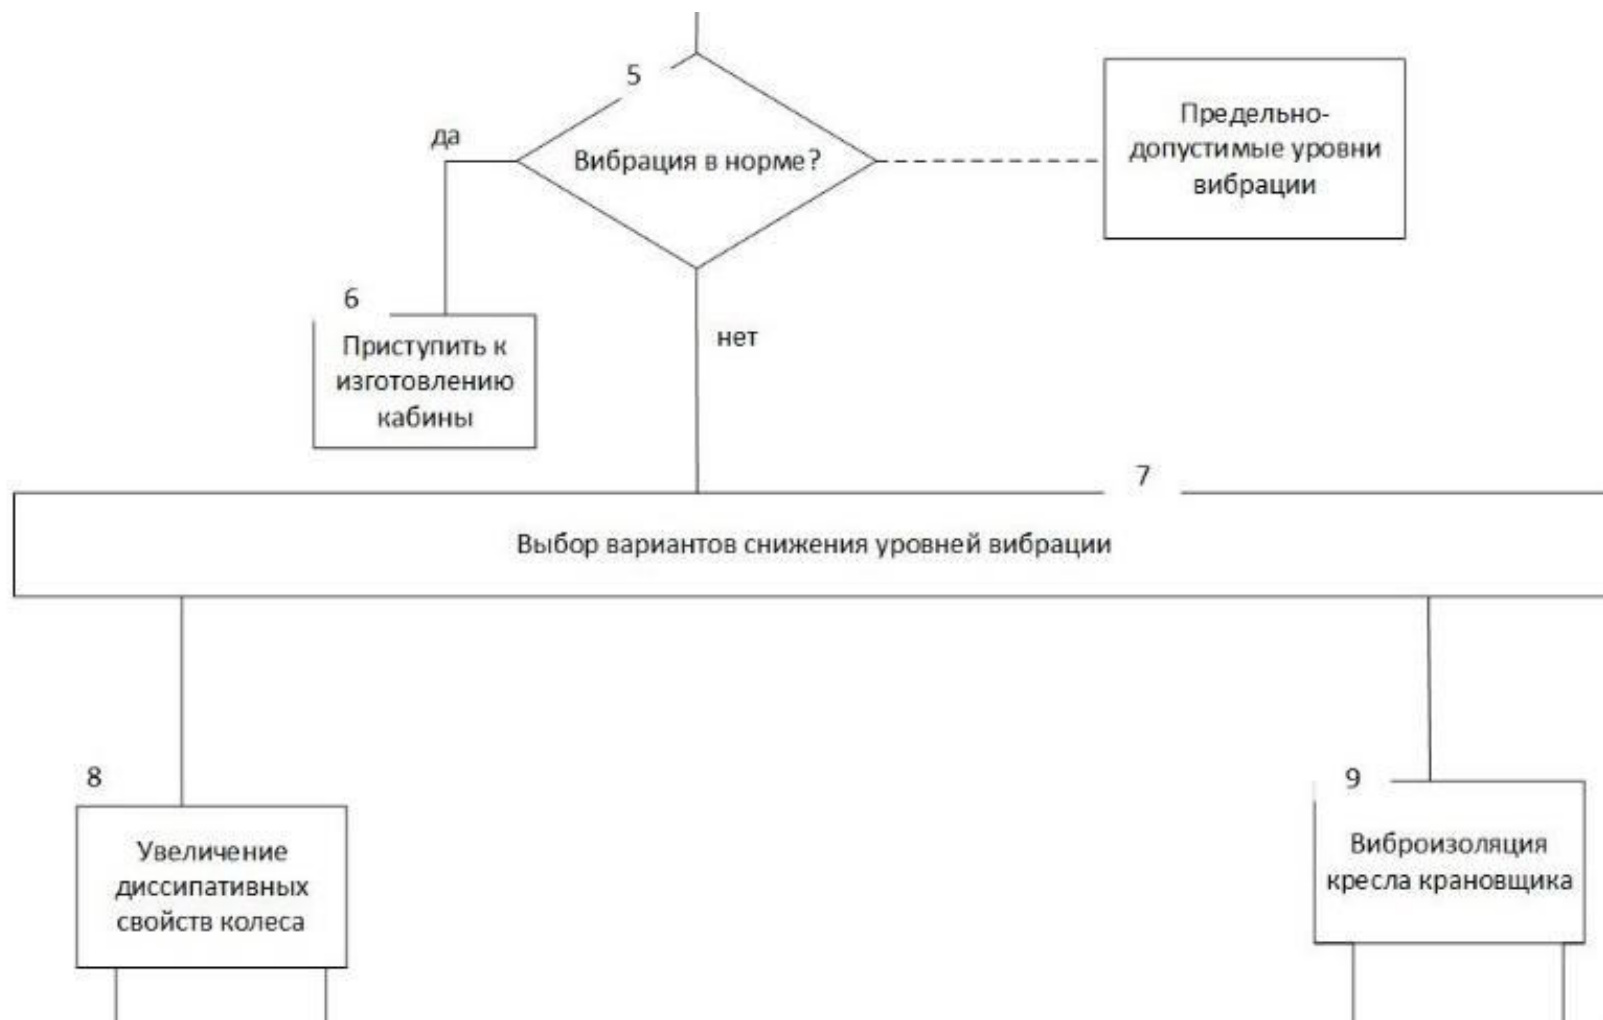 5
да
Вибрация в норме?
Предельно-
допустимые уровни
вибрации
6
Приступить к
изготовлению
кабины
нет
7
Выбор вариантов снижения уровней вибрации
8
Увеличение
диссипативных
свойств колеса
9
Виброизоляция
кресла крановщика